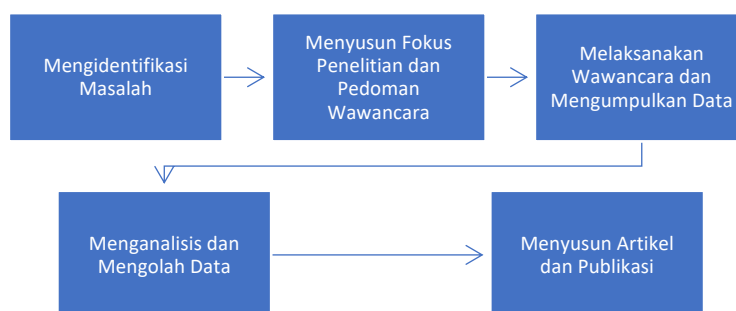 Mengidentifikasi
Masalah
Menyusun Fokus
Penelitian dan
Pedoman
Wawancara
Melaksanakan
Wawancara dan
Mengumpulkan Data
Menganalisis dan
Mengolah Data
Menyusun Artikel
dan Publikasi